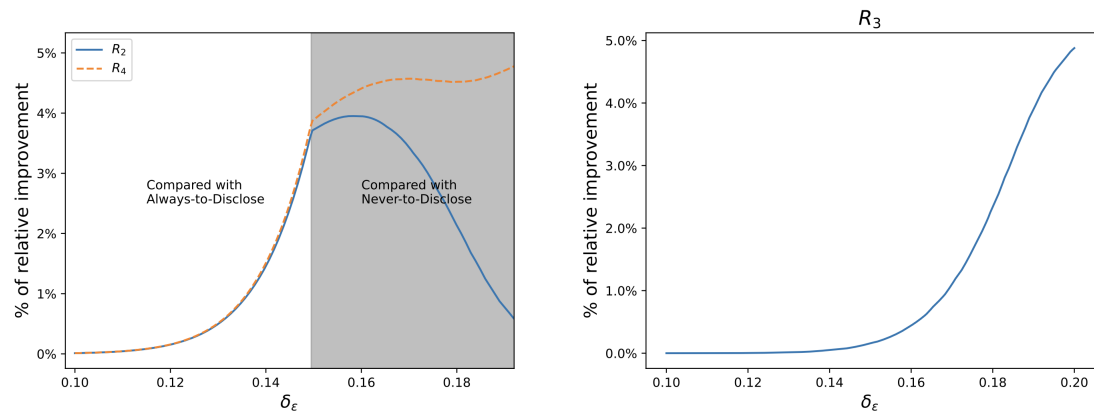 R₂
R₄
5%
4%
3%
2%
1%
0%
% of relative improvement
Compared with
Always-to-Disclose
Compared with
Never-to-Disclose
0.10
0.12
0.14
0.16
0.18
δ_ε
R₃
5.0%
4.0%
3.0%
2.0%
1.0%
0.0%
% of relative improvement
0.10
0.12
0.14
0.16
0.18
0.20
δ_ε